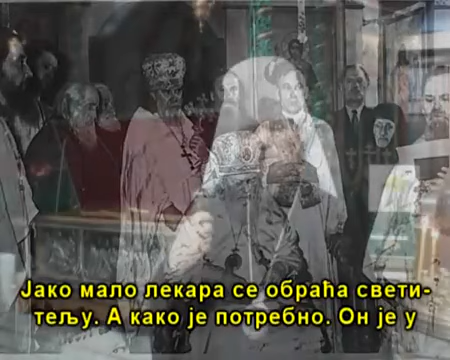 Јако мало лекара се обраћа свети-
тељу. А како је потребно. Он је у